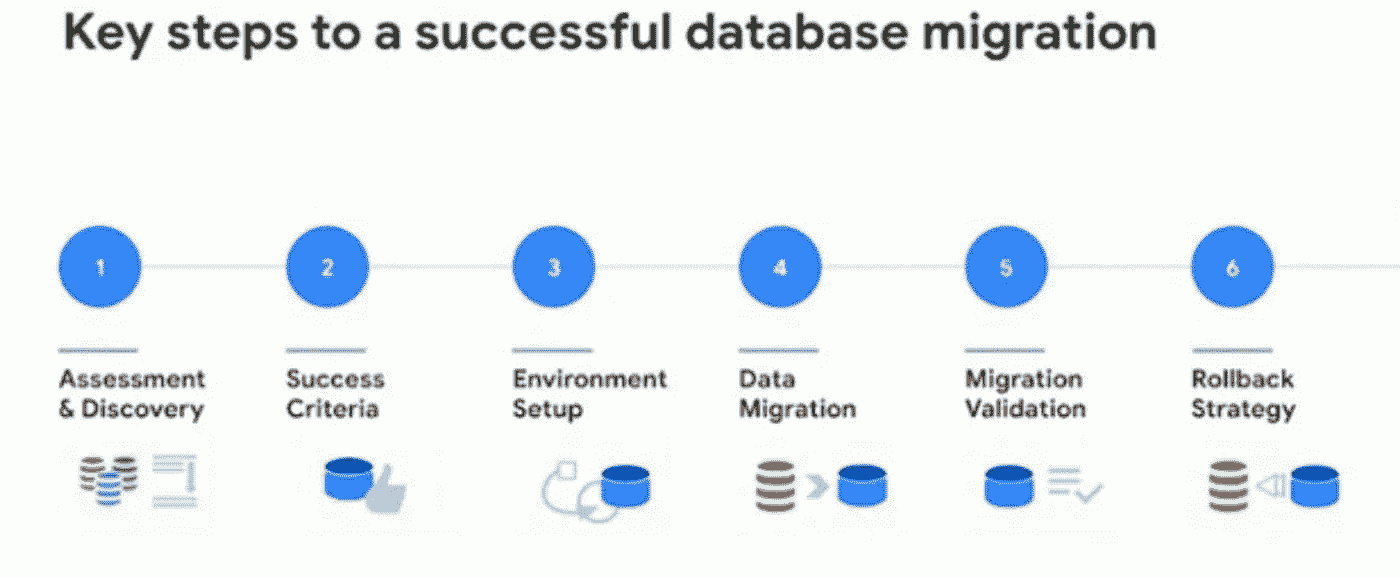 Key steps to a successful database migration
1
2
3
4
5
6
Assessment
& Discovery
Success
Criteria
Environment
Setup
Data
Migration
Migration
Validation
Rollback
Strategy